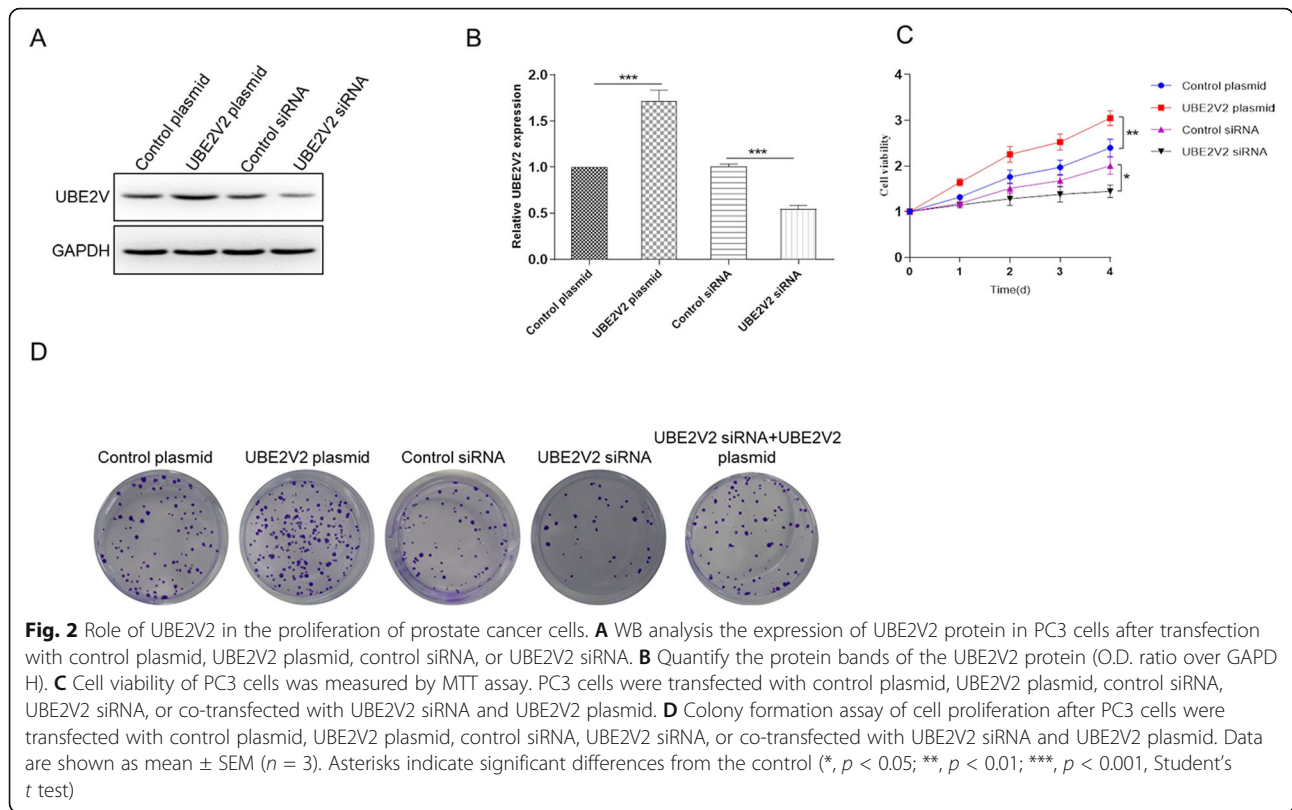 A
Control plasmid
UBE2V2 plasmid
Control siRNA
UBE2V2 siRNA
UBE2V
GAPDH
B
Relative UBE2V2 expression
2.0
1.5
1.0
0.5
0.0
***
***
Control plasmid
UBE2V2 plasmid
Control siRNA
UBE2V2 siRNA
C
Cell viability
4
3
2
1
0
0 1 2 3 4
Time(d)
**
*
Control plasmid
UBE2V2 plasmid
Control siRNA
UBE2V2 siRNA
D
Control plasmid
UBE2V2 plasmid
Control siRNA
UBE2V2 siRNA
UBE2V2 siRNA+UBE2V2
plasmid
Fig. 2 Role of UBE2V2 in the proliferation of prostate cancer cells. A WB analysis the expression of UBE2V2 protein in PC3 cells after transfection
with control plasmid, UBE2V2 plasmid, control siRNA, or UBE2V2 siRNA. B Quantify the protein bands of the UBE2V2 protein (O.D. ratio over GAPD
H). C Cell viability of PC3 cells was measured by MTT assay. PC3 cells were transfected with control plasmid, UBE2V2 plasmid, control siRNA,
UBE2V2 siRNA, or co-transfected with UBE2V2 siRNA and UBE2V2 plasmid. D Colony formation assay of cell proliferation after PC3 cells were
transfected with control plasmid, UBE2V2 plasmid, control siRNA, UBE2V2 siRNA, or co-transfected with UBE2V2 siRNA and UBE2V2 plasmid. Data
are shown as mean ± SEM (n = 3). Asterisks indicate significant differences from the control (*, p < 0.05; **, p < 0.01; ***, p < 0.001, Student's
t test)